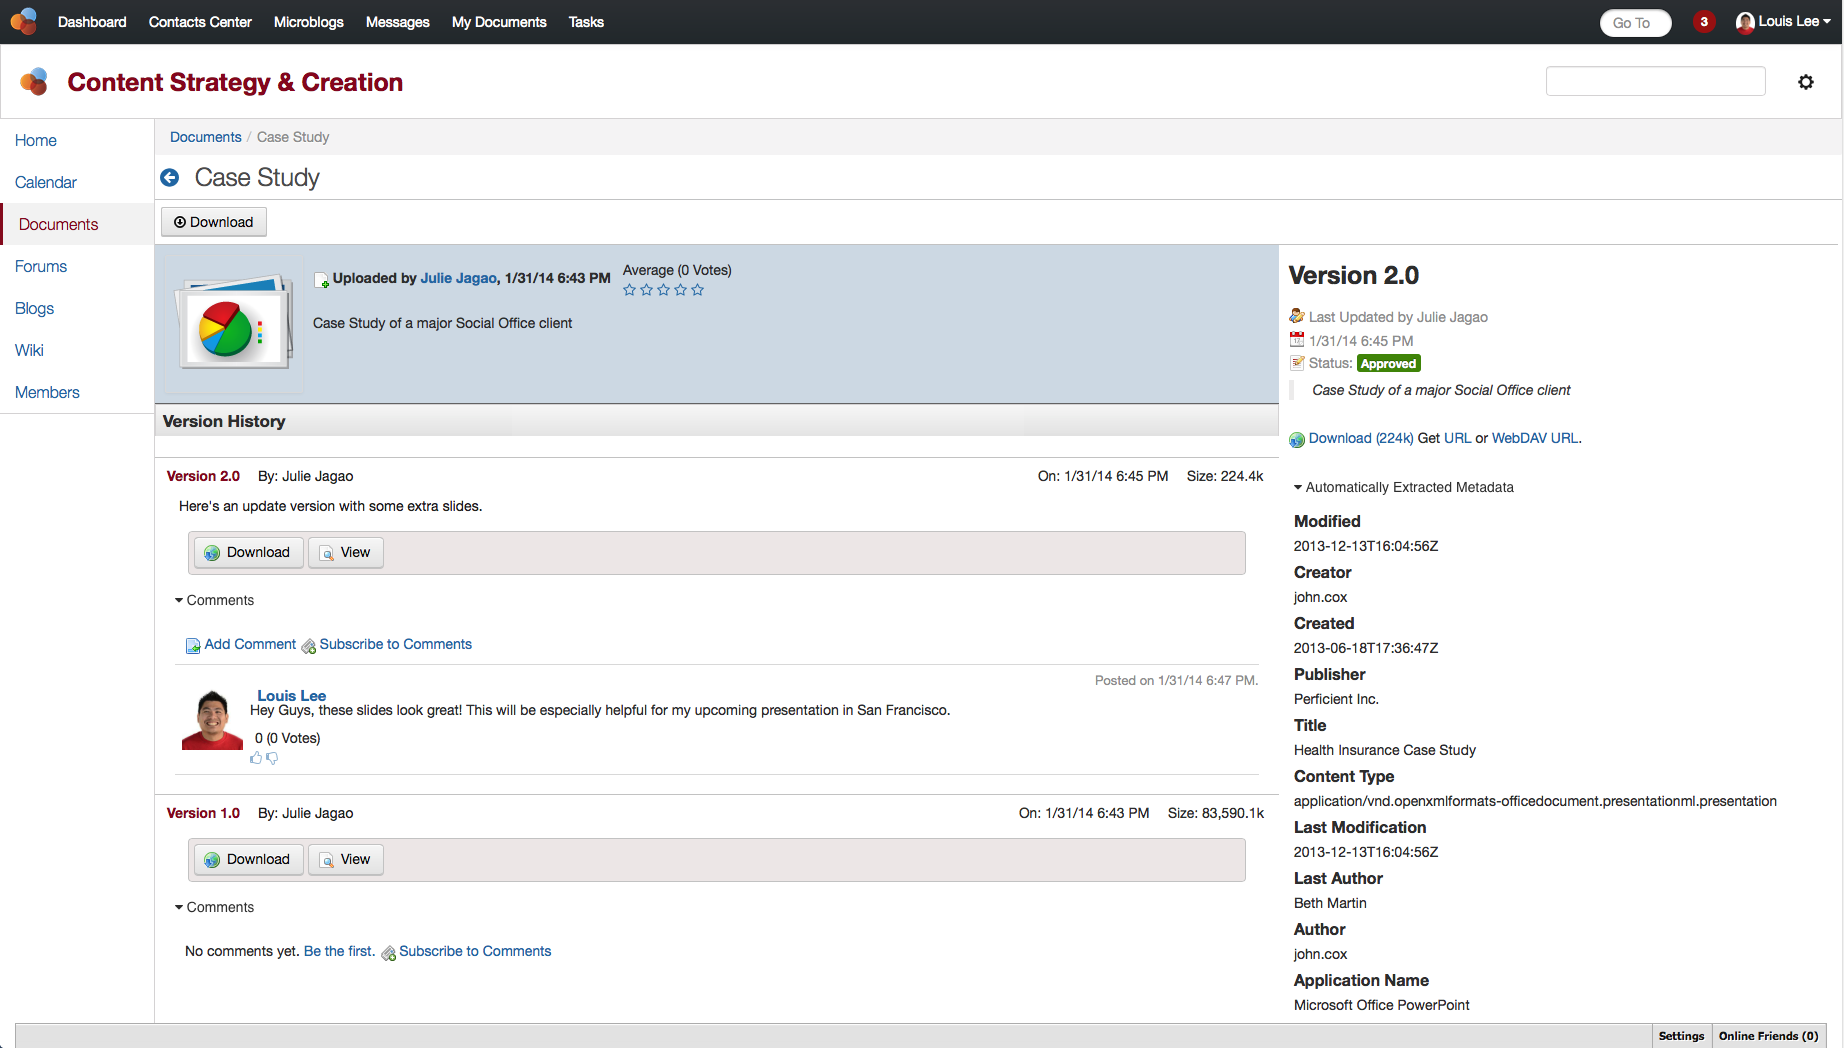 Dashboard Contacts Center Microblogs Messages My Documents Tasks Go To 3 Louis Lee
Content Strategy & Creation
Home
Calendar
Documents
Forums
Blogs
Wiki
Members
Documents / Case Study
Case Study
Download
Uploaded by Julie Jagao, 1/31/14 6:43 PM
Average (0 Votes)
Case Study of a major Social Office client
Version History
Version 2.0 By: Julie Jagao On: 1/31/14 6:45 PM Size: 224.4k
Here's an update version with some extra slides.
Download View
Comments
Add Comment Subscribe to Comments
Posted on 1/31/14 6:47 PM.
Louis Lee
Hey Guys, these slides look great! This will be especially helpful for my upcoming presentation in San Francisco.
0 (0 Votes)
Version 1.0 By: Julie Jagao On: 1/31/14 6:43 PM Size: 83,590.1k
Download View
Comments
No comments yet. Be the first. Subscribe to Comments
Version 2.0
Last Updated by Julie Jagao
1/31/14 6:45 PM
Status: Approved
Case Study of a major Social Office client
Download (224k) Get URL or WebDAV URL.
Automatically Extracted Metadata
Modified
2013-12-13T16:04:56Z
Creator
john.cox
Created
2013-06-18T17:36:47Z
Publisher
Perficient Inc.
Title
Health Insurance Case Study
Content Type
application/vnd.openxmlformats-officedocument.presentationml.presentation
Last Modification
2013-12-13T16:04:56Z
Last Author
Beth Martin
Author
john.cox
Application Name
Microsoft Office PowerPoint
Settings Online Friends (0)